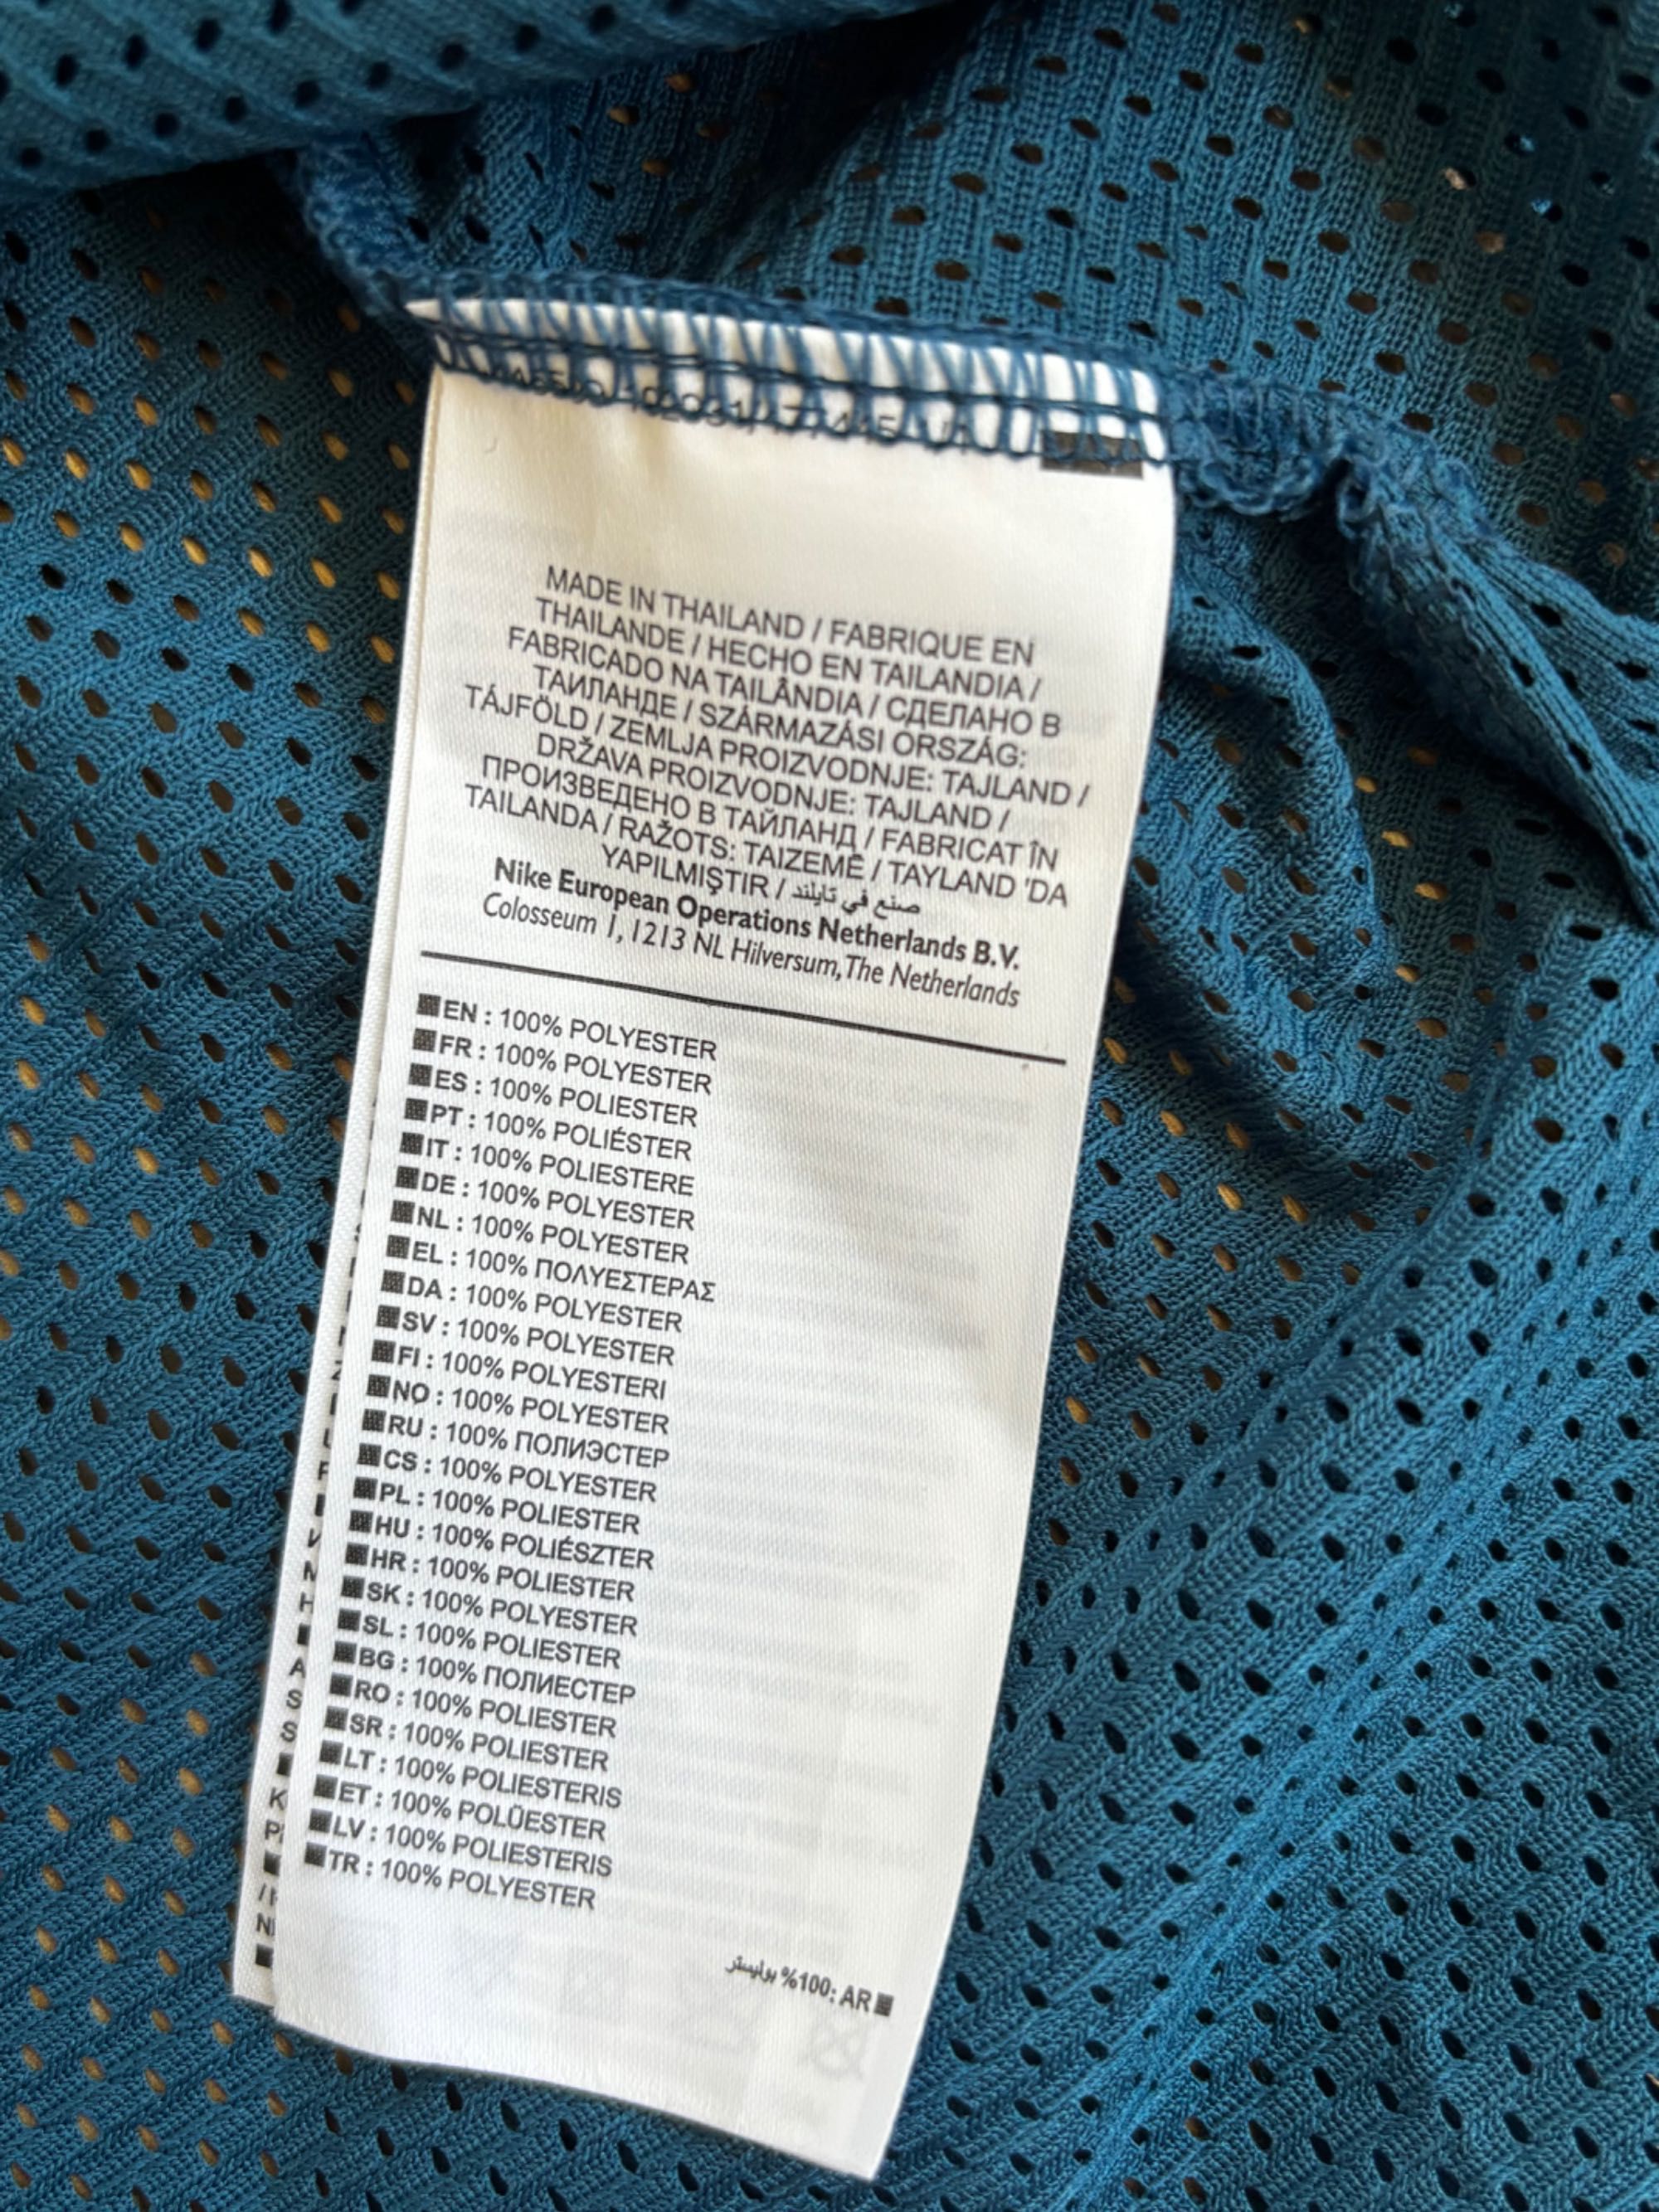 MADE IN THAILAND / FABRIQUE EN
THAILANDE / HECHO EN TAILANDIA /
FABRICADO NA TAILÂNDIA / СДЕЛАНО В
ТАИЛАНДЕ / SZÁRMAZÁSI ORSZÁG:
TÁJFÖLD / ZEMLJA PROIZVODNJE: TAJLAND /
DRŽAVA PROIZVODNJE: TAJLAND /
ПРОИЗВЕДЕНО В ТАЙЛАНД / FABRICAT ÎN
TAILANDA / RAŽOTS: TAIZEMĒ / TAYLAND 'DA
YAPILMIŞTIR / صنع في تايلند
Nike European Operations Netherlands B.V.
Colosseum 1, 1213 NL Hilversum, The Netherlands
EN : 100% POLYESTER
FR : 100% POLYESTER
ES : 100% POLIESTER
PT : 100% POLIÉSTER
IT : 100% POLIESTERE
DE : 100% POLYESTER
NL : 100% POLYESTER
EL : 100% ΠΟΛΥΕΣΤΕΡΑΣ
DA : 100% POLYESTER
SV : 100% POLYESTER
FI : 100% POLYESTERI
NO : 100% POLYESTER
RU : 100% ПОЛИЭСТЕР
CS : 100% POLYESTER
PL : 100% POLIESTER
HU : 100% POLIÉSZTER
HR : 100% POLIESTER
SK : 100% POLYESTER
SL : 100% POLIESTER
BG : 100% ПОЛИЕСТЕР
RO : 100% POLIESTER
SR : 100% POLIESTER
LT : 100% POLIESTERIS
ET : 100% POLÜESTER
LV : 100% POLIESTERIS
TR : 100% POLYESTER
AR :100% بوليستر